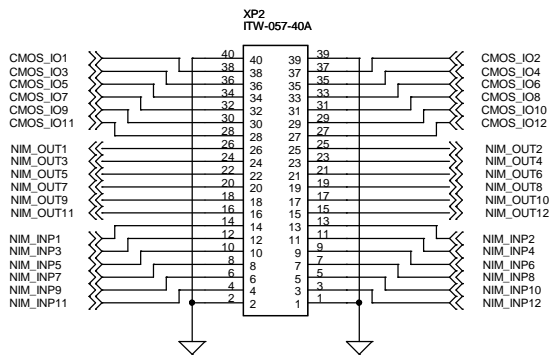 XP2
ITW-057-40A
40 40 39 39
CMOS_IO1 38 38 37 37 CMOS_IO2
CMOS_IO3 36 36 35 35 CMOS_IO4
CMOS_IO5 34 34 33 33 CMOS_IO6
CMOS_IO7 32 32 31 31 CMOS_IO8
CMOS_IO9 30 30 29 29 CMOS_IO10
CMOS_IO11 28 28 27 27 CMOS_IO12
NIM_OUT1 26 26 25 25 NIM_OUT2
NIM_OUT3 24 24 23 23 NIM_OUT4
NIM_OUT5 22 22 21 21 NIM_OUT6
NIM_OUT7 20 20 19 19 NIM_OUT8
NIM_OUT9 18 18 17 17 NIM_OUT10
NIM_OUT11 16 16 15 15 NIM_OUT12
NIM_INP1 14 14 13 13 NIM_INP2
NIM_INP3 12 12 11 11 NIM_INP4
NIM_INP5 10 10 9 9 NIM_INP6
NIM_INP7 8 8 7 7 NIM_INP8
NIM_INP9 6 6 5 5 NIM_INP10
NIM_INP11 4 4 3 3 NIM_INP12
2 2 1 1